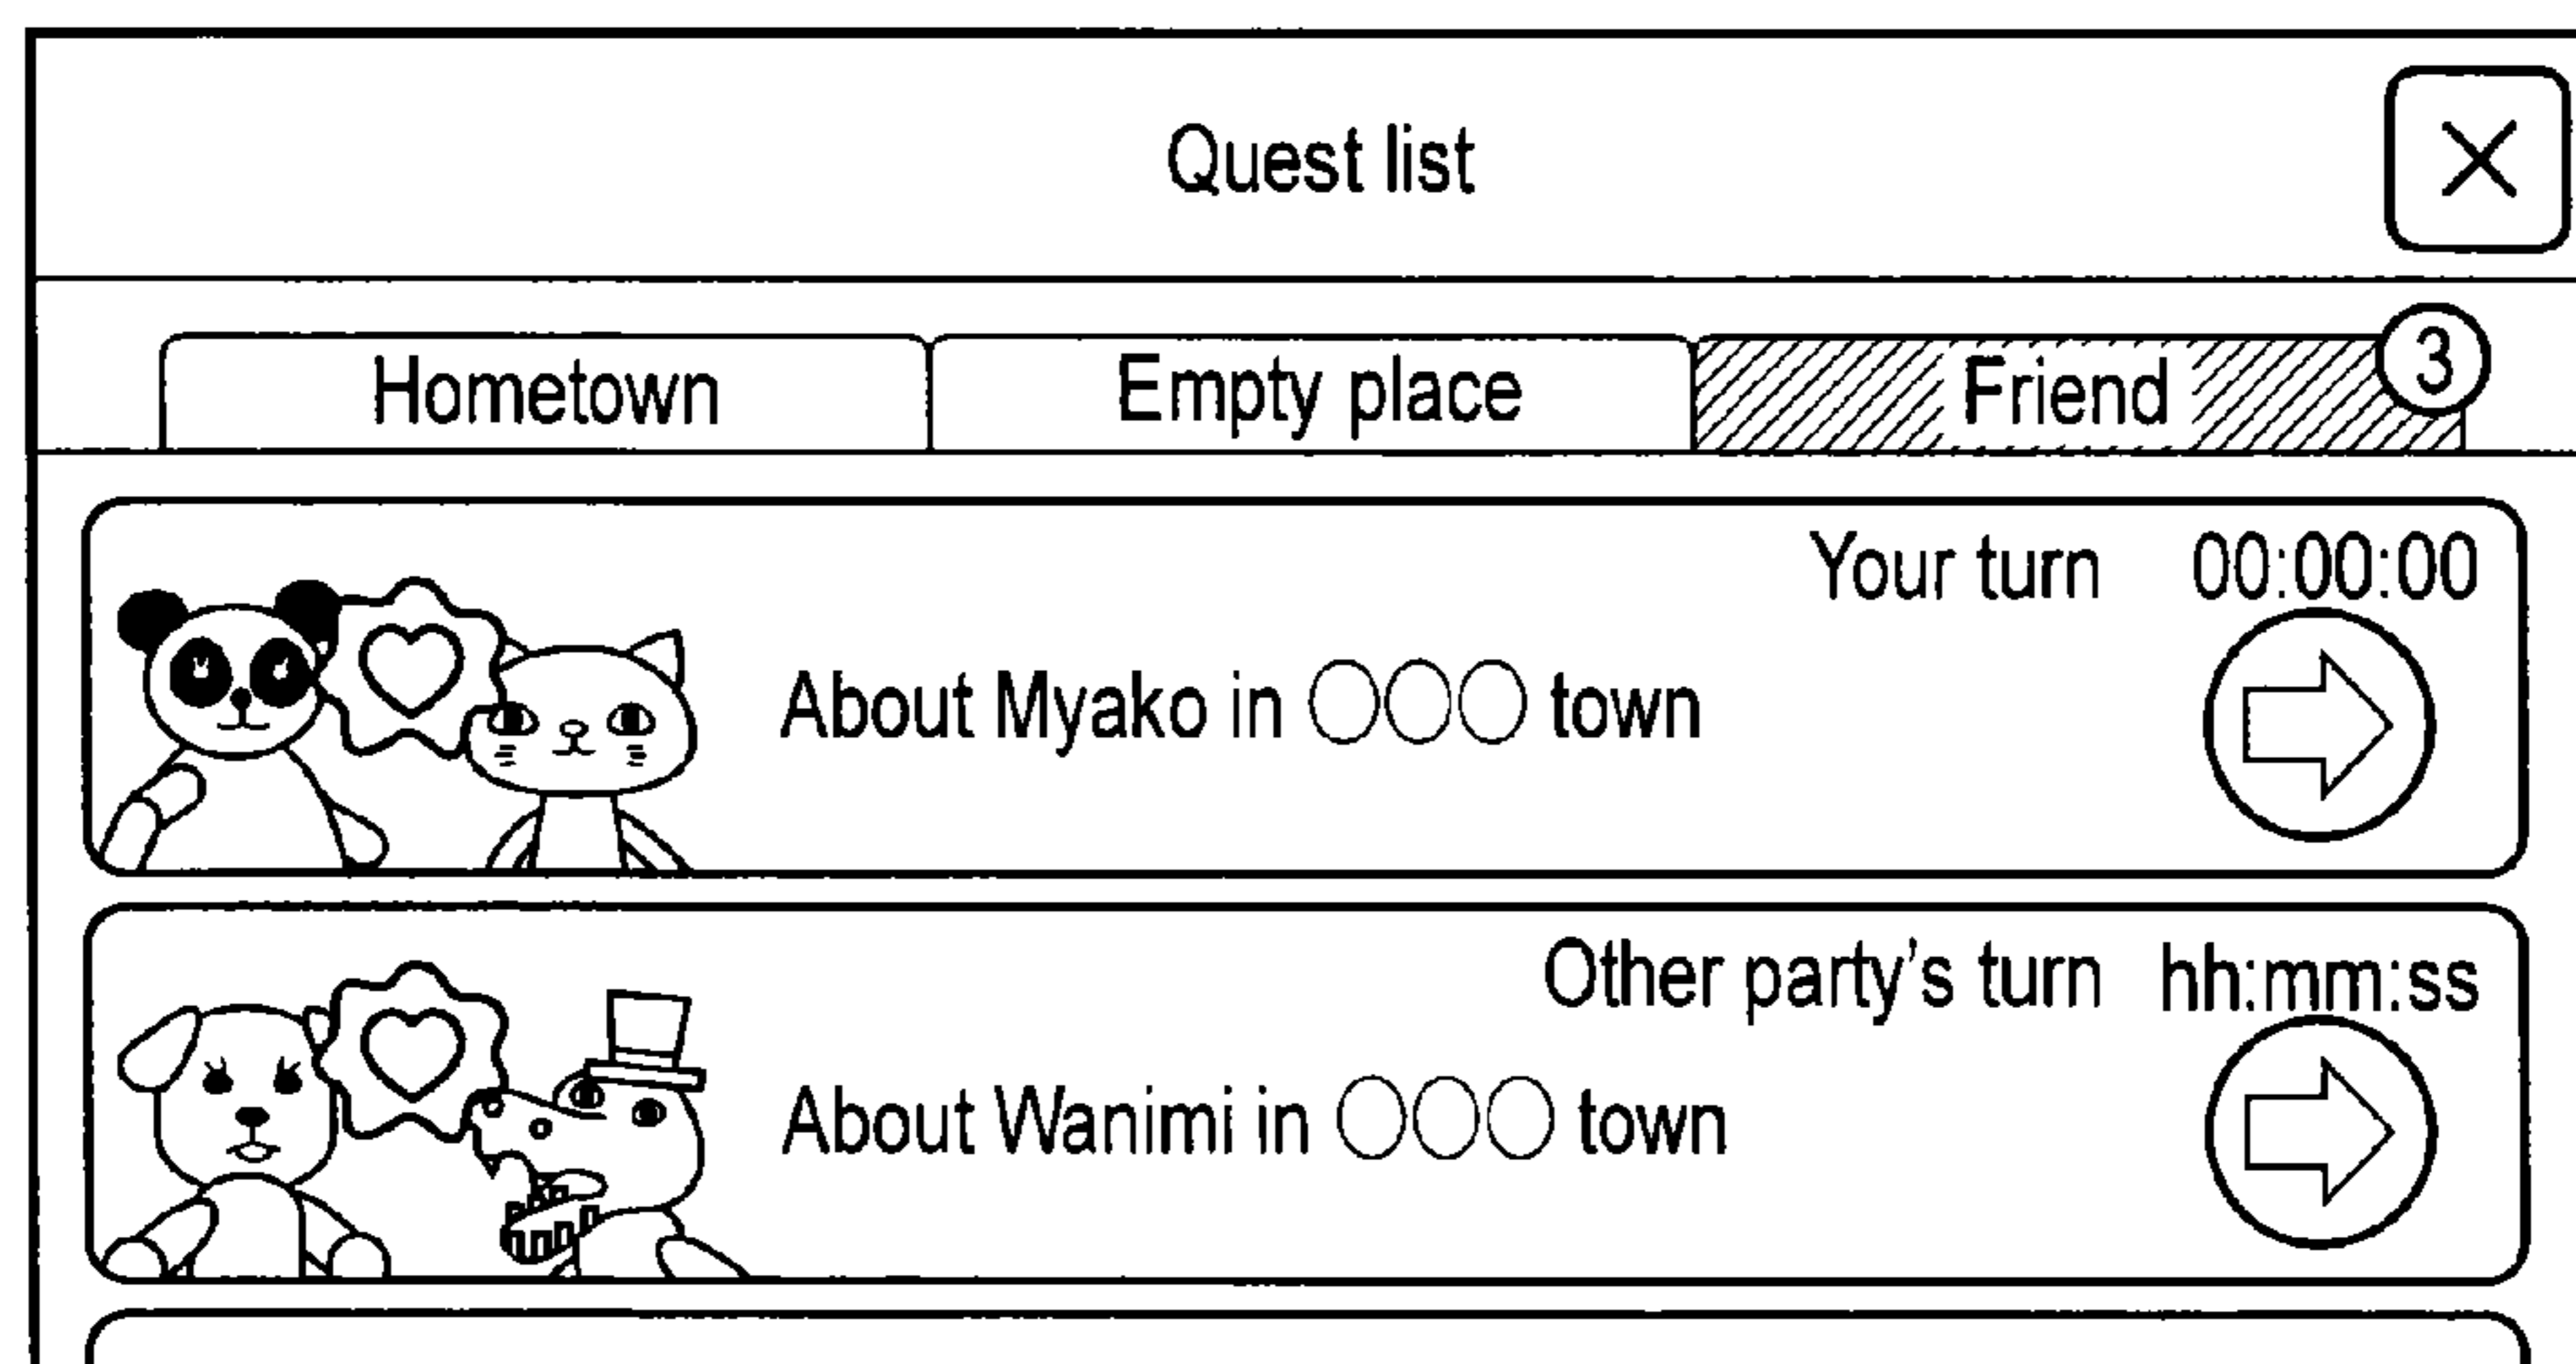 Quest list
×
Hometown Empty place Friend 3
Your turn 00:00:00
About Myako in ○○○ town
Other party's turn hh:mm:ss
About Wanimi in ○○○ town